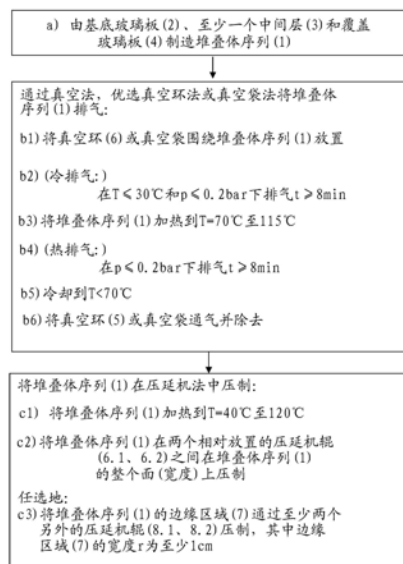 a) 由基底玻璃板(2)、至少一个中间层(3)和覆盖
玻璃板(4)制造堆叠体序列(1)
通过真空法，优选真空环法或真空袋法将堆叠体
序列(1)排气:
b1)将真空环(6)或真空袋围绕堆叠体序列(1)放置
b2)(冷排气:)
在T≤30℃和p≤0.2bar下排气t≥8min
b3)将堆叠体序列(1)加热到T=70℃至115℃
b4)(热排气:)
在p≤0.2bar下排气t≥8min
b5)冷却到T<70℃
b6)将真空环(5)或真空袋通气并除去
将堆叠体序列(1)在压延机法中压制:
c1) 将堆叠体序列(1)加热到T=40℃至120℃
c2)将堆叠体序列(1)在两个相对放置的压延机辊
(6.1、6.2)之间在堆叠体序列(1)
的整个面(宽度)上压制
任选地:
c3)将堆叠体序列(1)的边缘区域(7)通过至少两个
另外的压延机辊(8.1、8.2)压制，其中边缘
区域(7)的宽度r为至少1cm